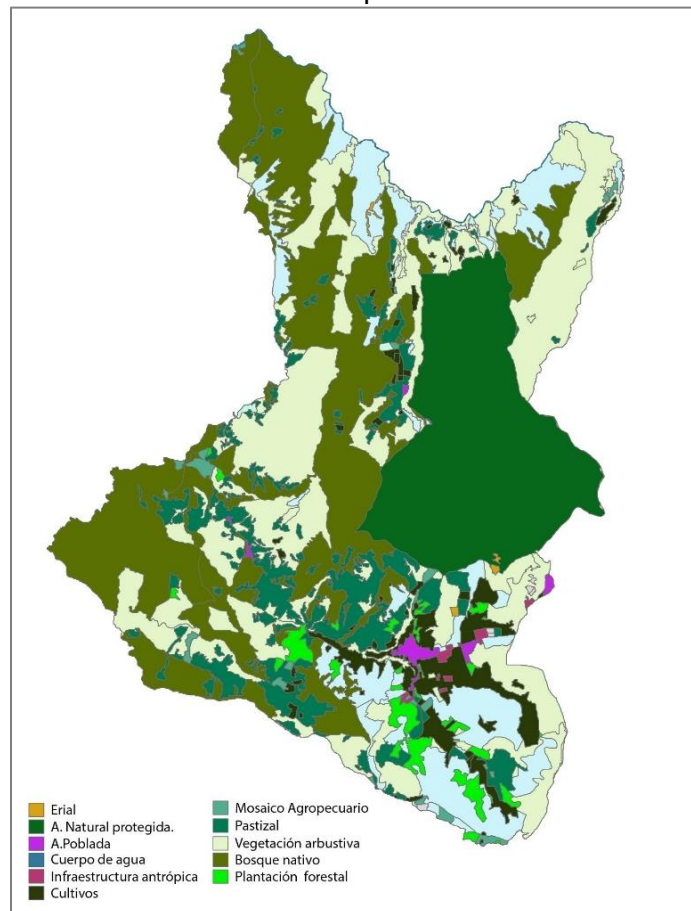 Erial
A. Natural protegida.
A.Poblada
Cuerpo de agua
Infraestructura antrópica
Cultivos
Mosaico Agropecuario
Pastizal
Vegetación arbustiva
Bosque nativo
Plantación forestal